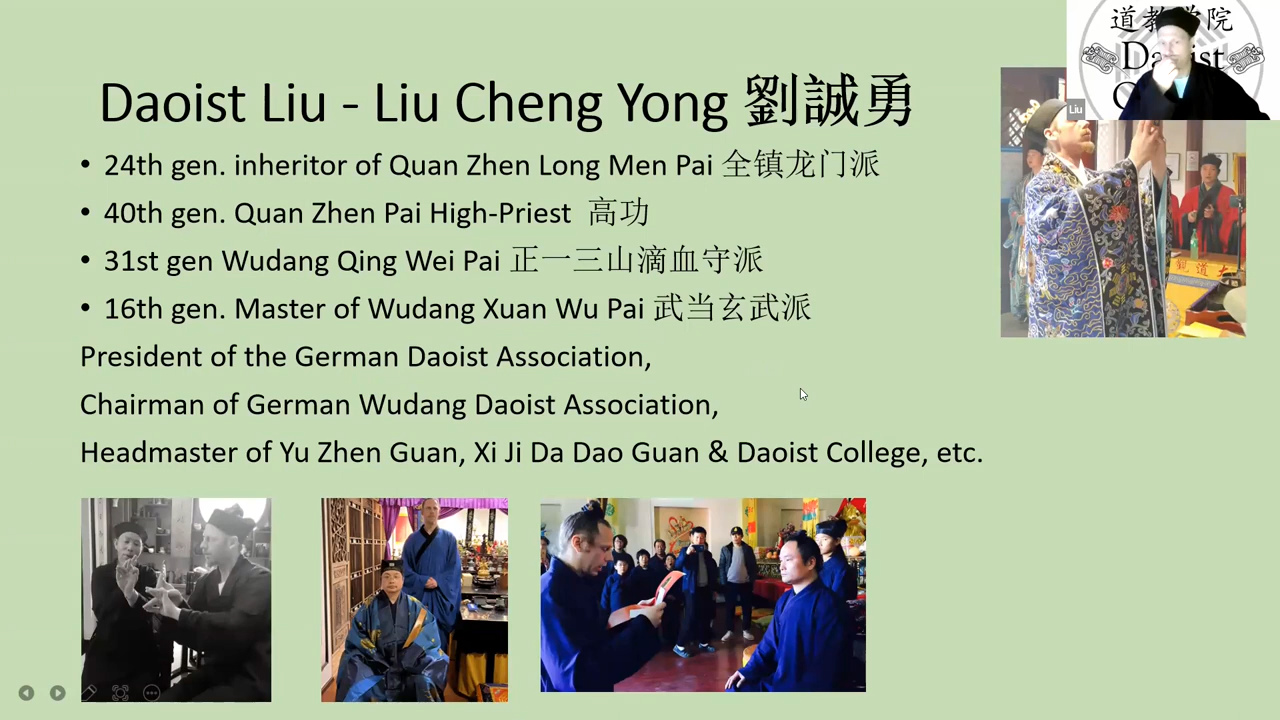 道教学院
Daoist
Liu
Daoist Liu - Liu Cheng Yong 劉誠勇
• 24th gen. inheritor of Quan Zhen Long Men Pai 全镇龙门派
• 40th gen. Quan Zhen Pai High-Priest 高功
• 31st gen Wudang Qing Wei Pai 正一三山滴血守派
• 16th gen. Master of Wudang Xuan Wu Pai 武当玄武派
President of the German Daoist Association,
Chairman of German Wudang Daoist Association,
Headmaster of Yu Zhen Guan, Xi Ji Da Dao Guan & Daoist College, etc.